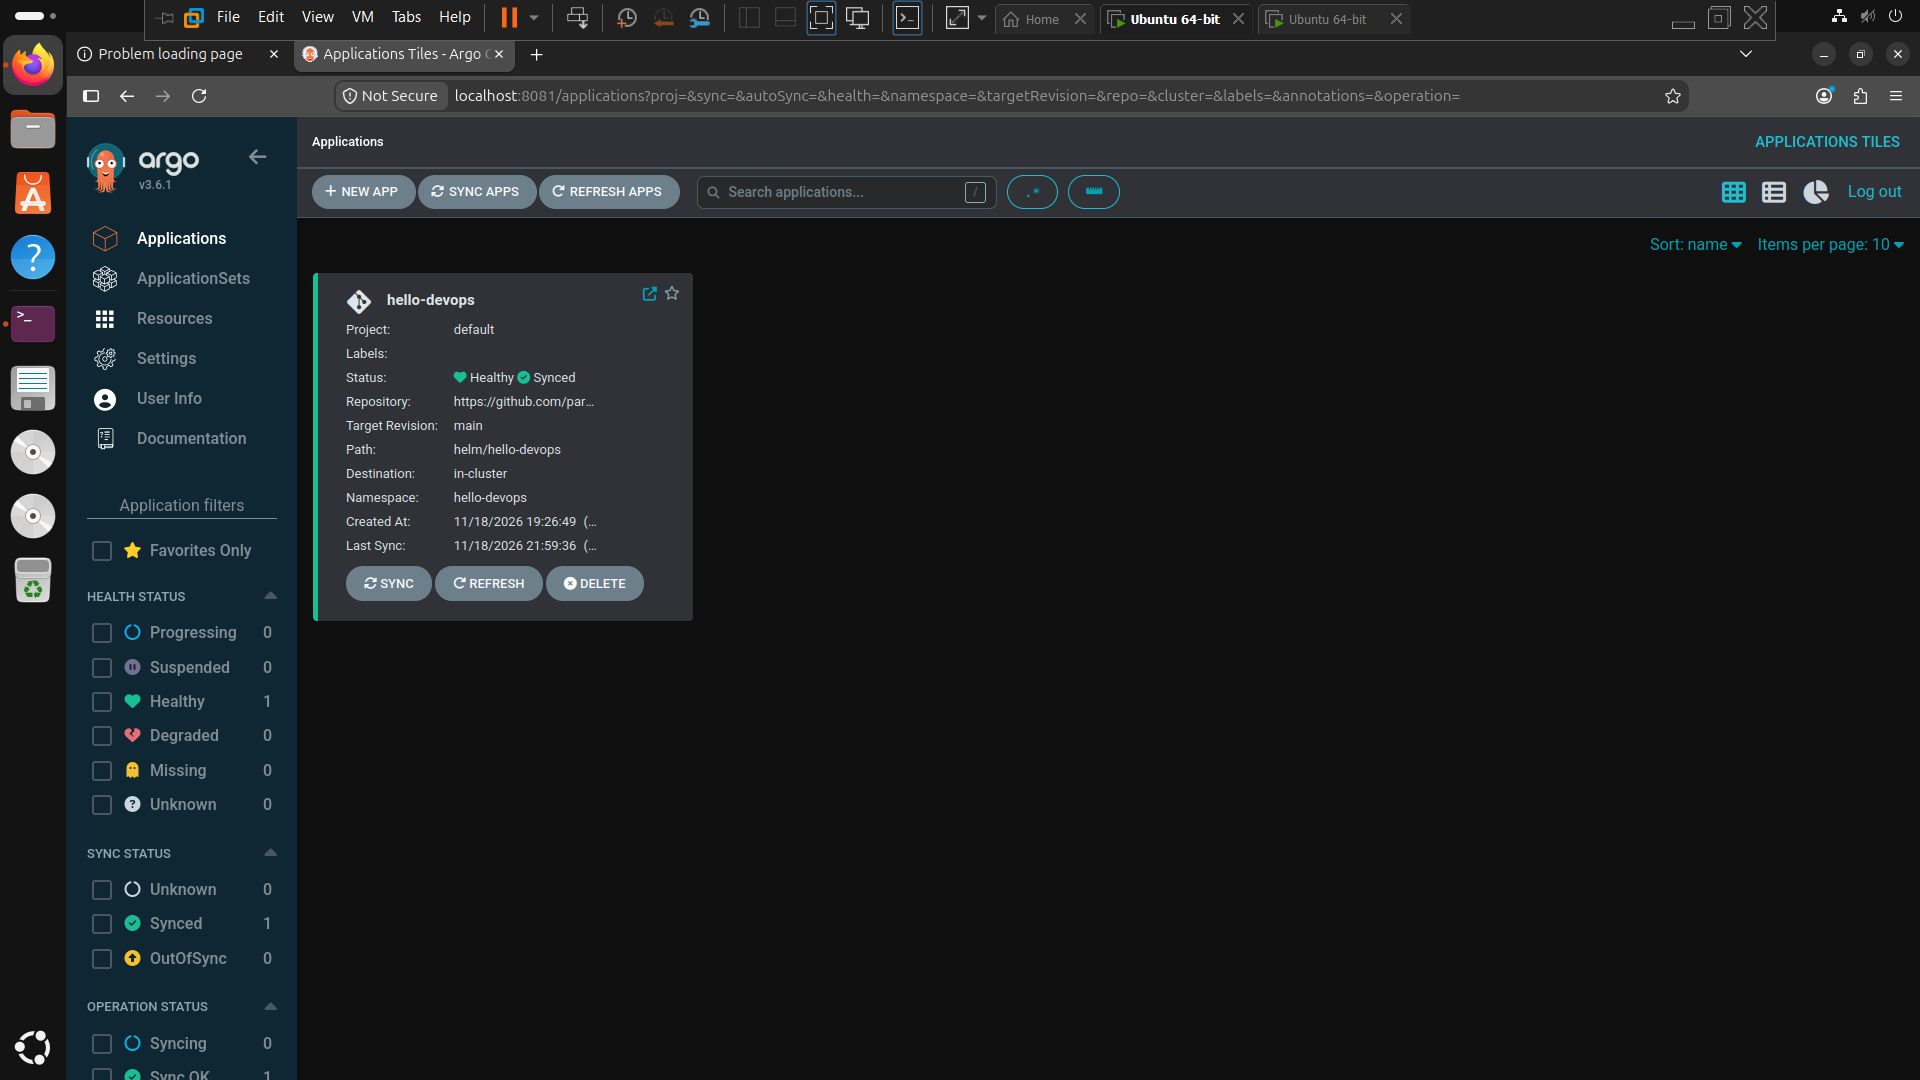 File Edit View VM Tabs Help
Home
Ubuntu 64-bit
Ubuntu 64-bit
Problem loading page
Applications Tiles - Argo
Not Secure
localhost:8081/applications?proj=&sync=&autoSync=&health=&namespace=&targetRevision=&repo=&cluster=&labels=&annotations=&operation=
argo
v3.6.1
Applications
ApplicationSets
Resources
Settings
User Info
Documentation
Application filters
Favorites Only
HEALTH STATUS
Progressing 0
Suspended 0
Healthy 1
Degraded 0
Missing 0
Unknown 0
SYNC STATUS
Unknown 0
Synced 1
OutOfSync 0
OPERATION STATUS
Syncing 0
Sync OK 1
Applications
APPLICATIONS TILES
NEW APP
SYNC APPS
REFRESH APPS
Search applications...
/
.*
Log out
Sort: name
Items per page: 10
hello-devops
Project: default
Labels:
Status: Healthy Synced
Repository: https://github.com/par...
Target Revision: main
Path: helm/hello-devops
Destination: in-cluster
Namespace: hello-devops
Created At: 11/18/2026 19:26:49 (...
Last Sync: 11/18/2026 21:59:36 (...
SYNC
REFRESH
DELETE